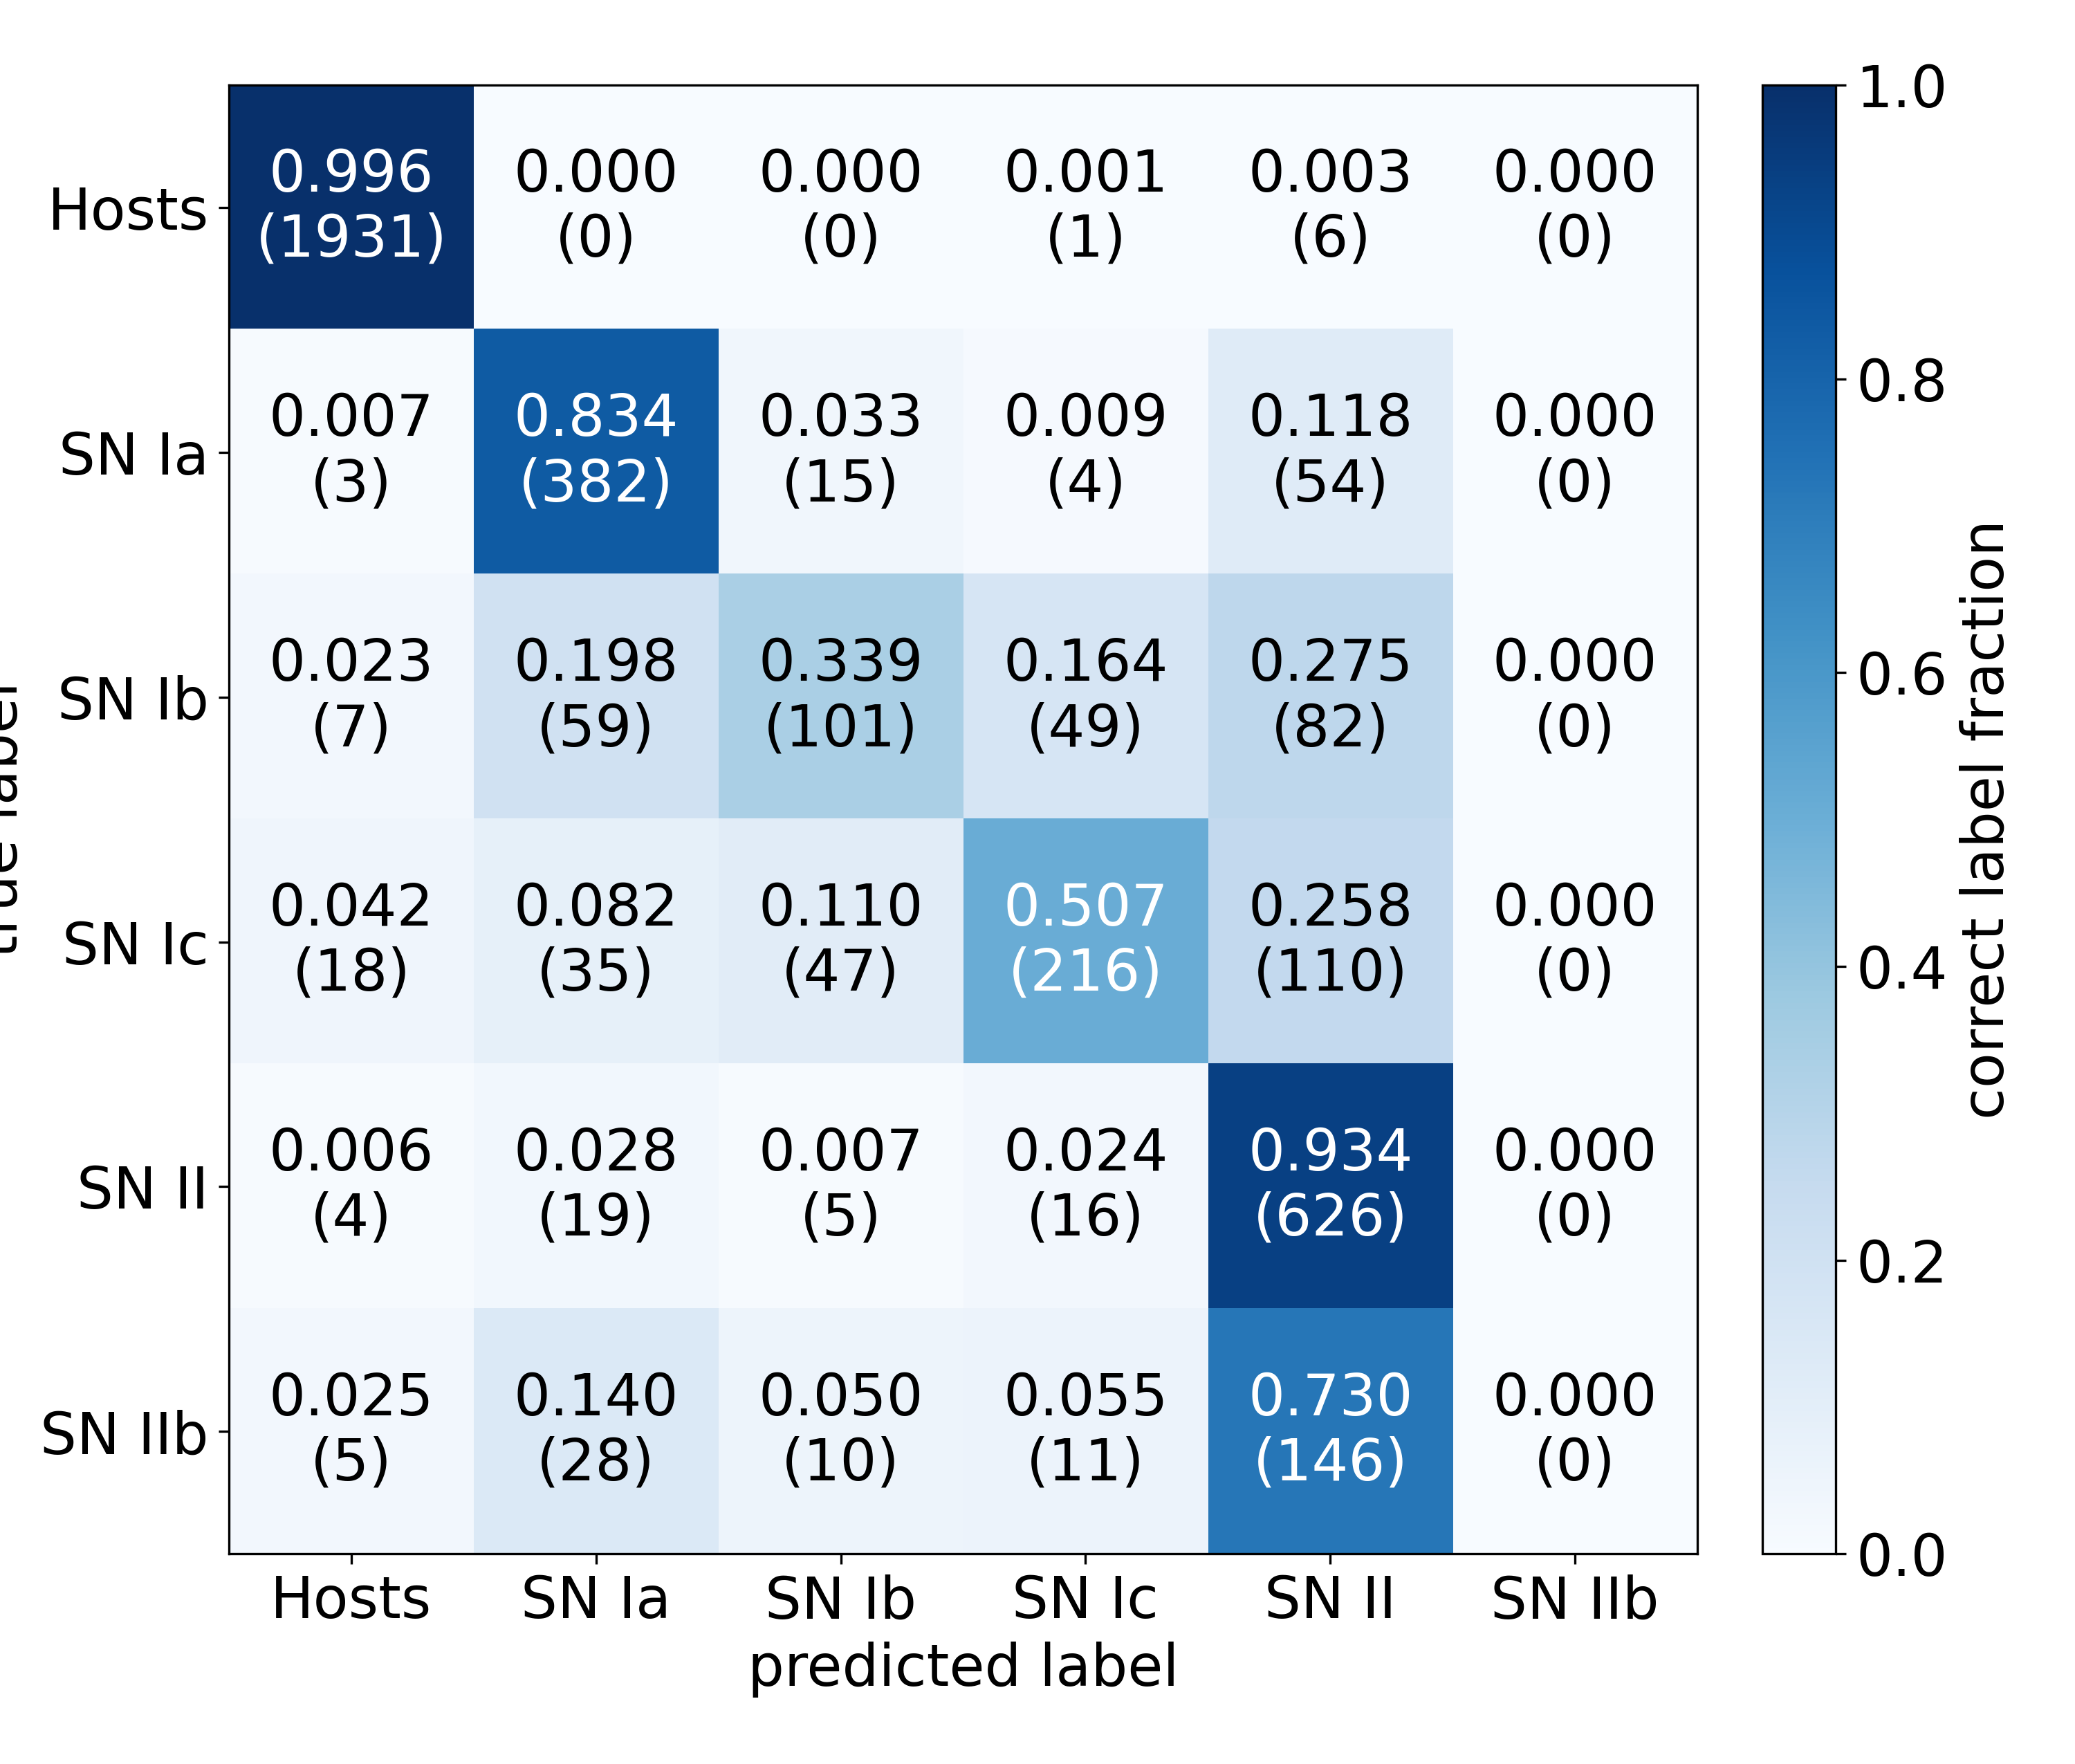 Hosts
0.996 0.000 0.000 0.001 0.003 0.000
(1931) (0) (0) (1) (6) (0)
SN Ia
0.007 0.834 0.033 0.009 0.118 0.000
(3) (382) (15) (4) (54) (0)
SN Ib
0.023 0.198 0.339 0.164 0.275 0.000
(7) (59) (101) (49) (82) (0)
SN Ic
0.042 0.082 0.110 0.507 0.258 0.000
(18) (35) (47) (216) (110) (0)
SN II
0.006 0.028 0.007 0.024 0.934 0.000
(4) (19) (5) (16) (626) (0)
SN IIb
0.025 0.140 0.050 0.055 0.730 0.000
(5) (28) (10) (11) (146) (0)
Hosts SN Ia SN Ib SN Ic SN II SN IIb
predicted label
true label
1.0
0.8
0.6
0.4
0.2
0.0
correct label fraction